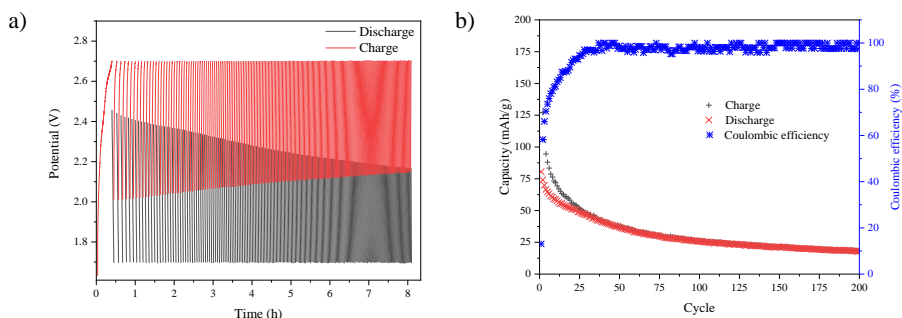 a)
Discharge
Charge
2.8
2.6
2.4
2.2
2.0
1.8
Potential (V)
0 1 2 3 4 5 6 7 8
Time (h)
b)
200
175
150
125
100
75
50
25
0
Capacity (mAh/g)
Charge
Discharge
Coulombic efficiency
100
80
60
40
20
0
Coulombic efficiency (%)
0 25 50 75 100 125 150 175 200
Cycle